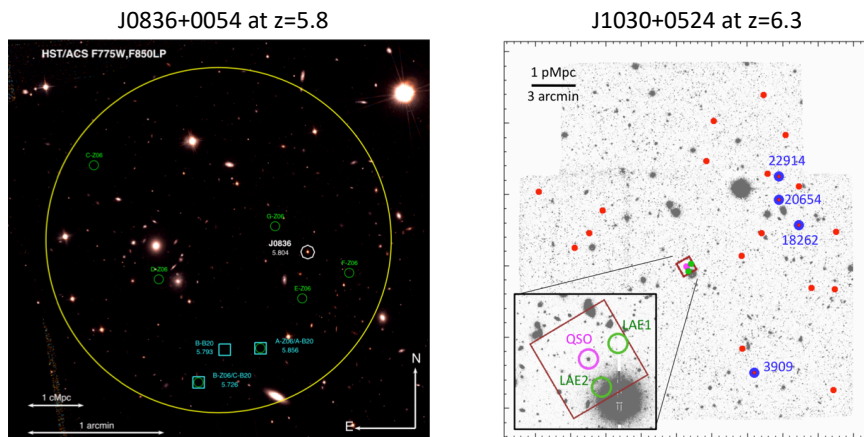 J0836+0054 at z=5.8
HST/ACS F775W,F850LP
C-Z06
G-Z06
J0836
5.804
D-Z06
F-Z06
E-Z06
B-B20
5.793
A-Z06/A-B20
5.856
B-Z06/C-B20
5.726
1 cMpc
1 arcmin
N
E
J1030+0524 at z=6.3
1 pMpc
3 arcmin
22914
20654
18262
3909
LAE1
QSO
LAE2